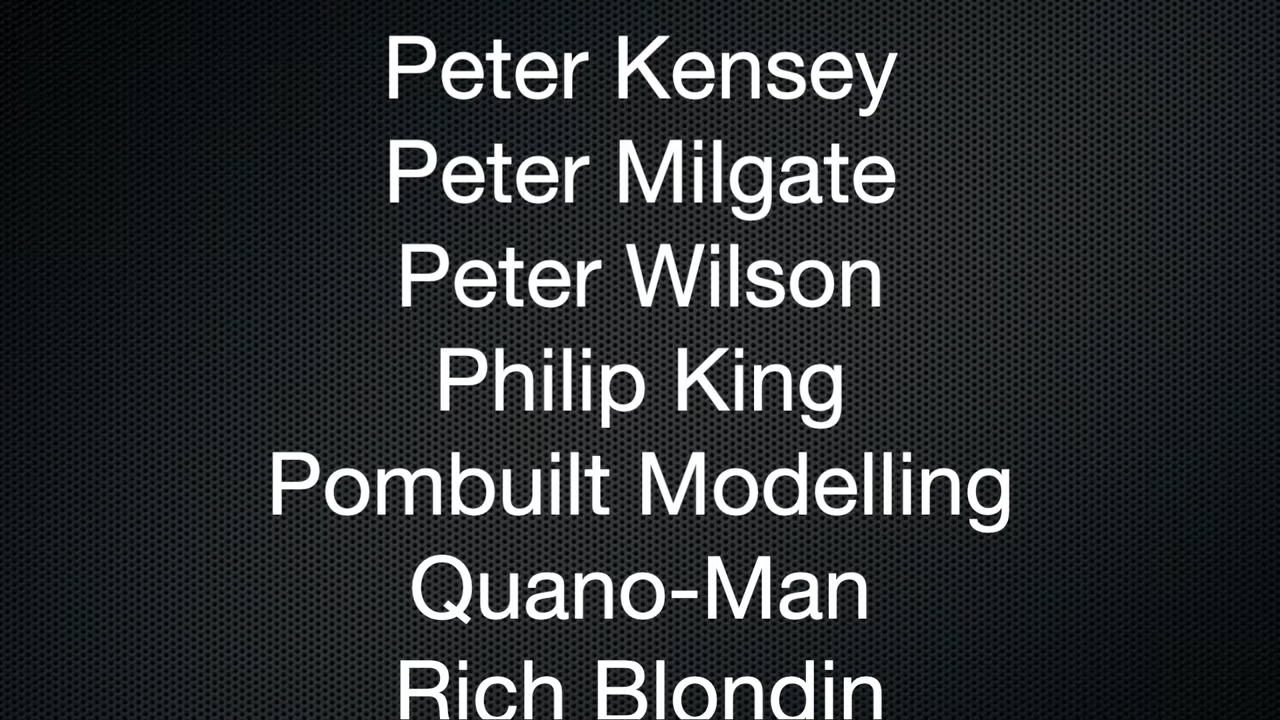 Peter Kensey
Peter Milgate
Peter Wilson
Philip King
Pombuilt Modelling
Quano-Man
Rich Blondin